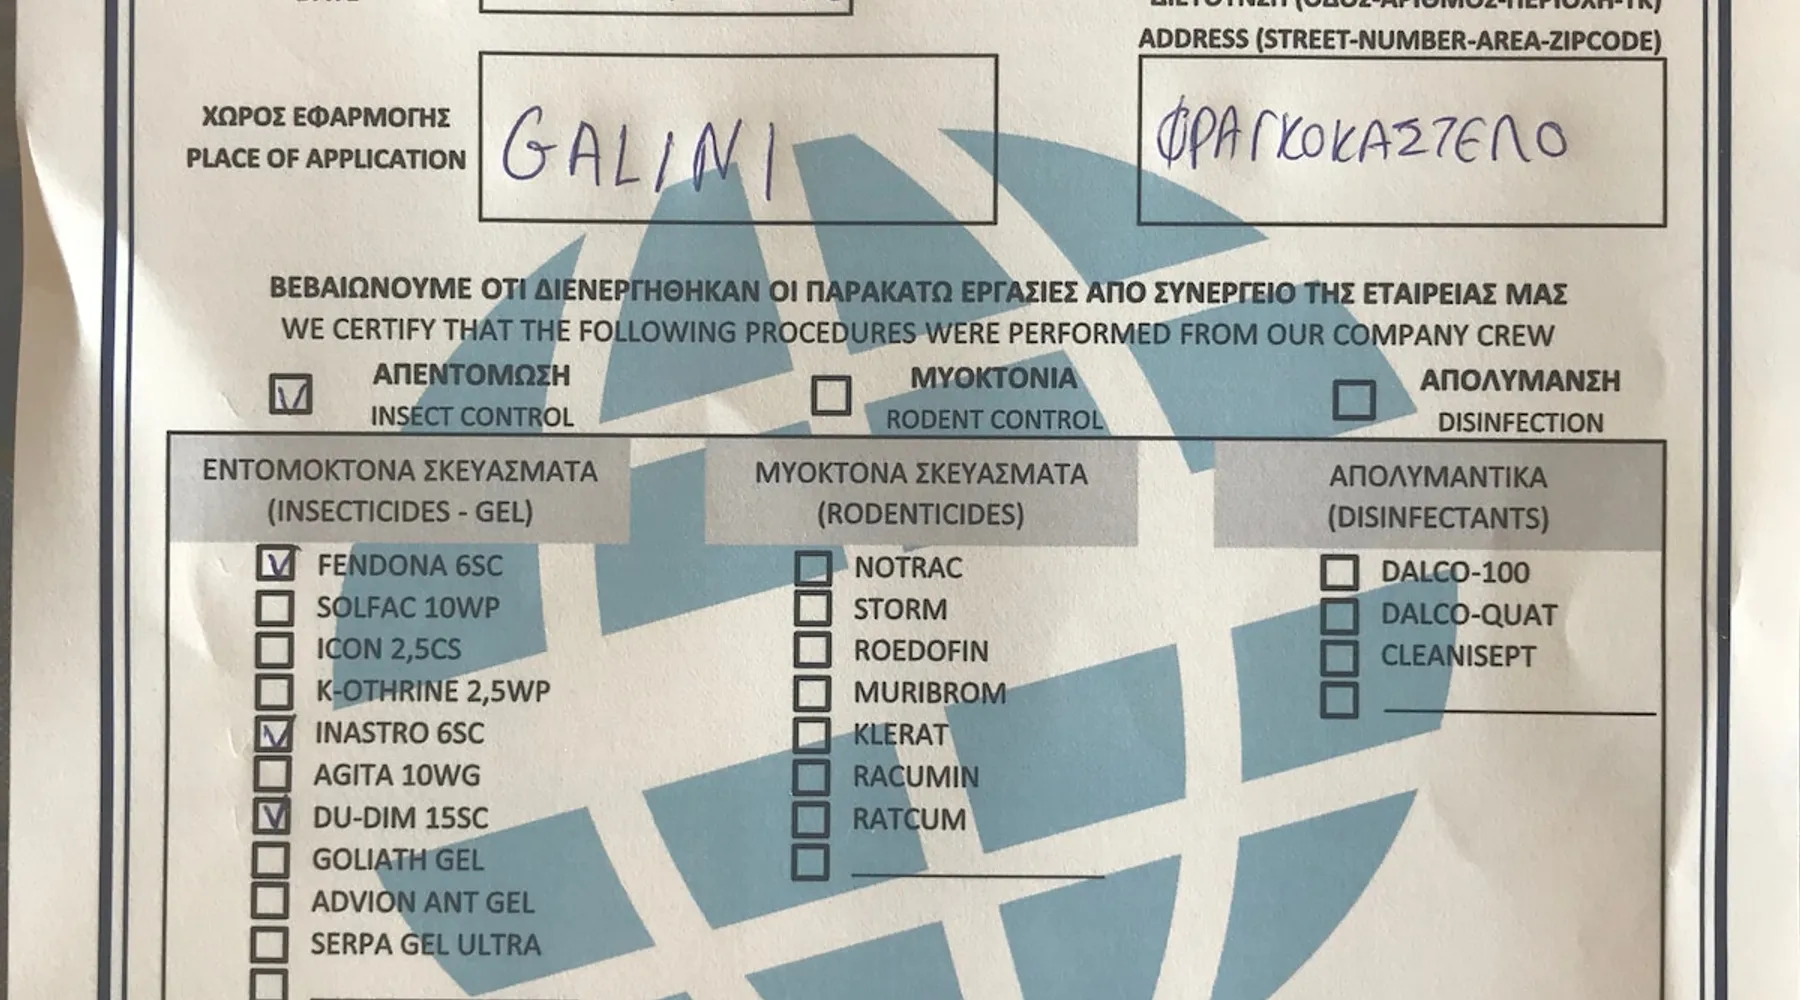 ΔΙΕΥΘΥΝΣΗ (ΟΔΟΣ-ΑΡΙΘΜΟΣ-ΠΕΡΙΟΧΗ-ΤΚ)
ADDRESS (STREET-NUMBER-AREA-ZIPCODE)
ΧΩΡΟΣ ΕΦΑΡΜΟΓΗΣ
PLACE OF APPLICATION
GALINI
ΦΡΑΓΚΟΚΑΣΤΕΛΟ
ΒΕΒΑΙΩΝΟΥΜΕ ΟΤΙ ΔΙΕΝΕΡΓΗΘΗΚΑΝ ΟΙ ΠΑΡΑΚΑΤΩ ΕΡΓΑΣΙΕΣ ΑΠΟ ΣΥΝΕΡΓΕΙΟ ΤΗΣ ΕΤΑΙΡΕΙΑΣ ΜΑΣ
WE CERTIFY THAT THE FOLLOWING PROCEDURES WERE PERFORMED FROM OUR COMPANY CREW
ΑΠΕΝΤΟΜΩΣΗ
INSECT CONTROL
ΜΥΟΚΤΟΝΙΑ
RODENT CONTROL
ΑΠΟΛΥΜΑΝΣΗ
DISINFECTION
ΕΝΤΟΜΟΚΤΟΝΑ ΣΚΕΥΑΣΜΑΤΑ
(INSECTICIDES - GEL)
FENDONA 6SC
SOLFAC 10WP
ICON 2,5CS
K-OTHRINE 2,5WP
INASTRO 6SC
AGITA 10WG
DU-DIM 15SC
GOLIATH GEL
ADVION ANT GEL
SERPA GEL ULTRA
ΜΥΟΚΤΟΝΑ ΣΚΕΥΑΣΜΑΤΑ
(RODENTICIDES)
NOTRAC
STORM
ROEDOFIN
MURIBROM
KLERAT
RACUMIN
RATCUM
ΑΠΟΛΥΜΑΝΤΙΚΑ
(DISINFECTANTS)
DALCO-100
DALCO-QUAT
CLEANISEPT